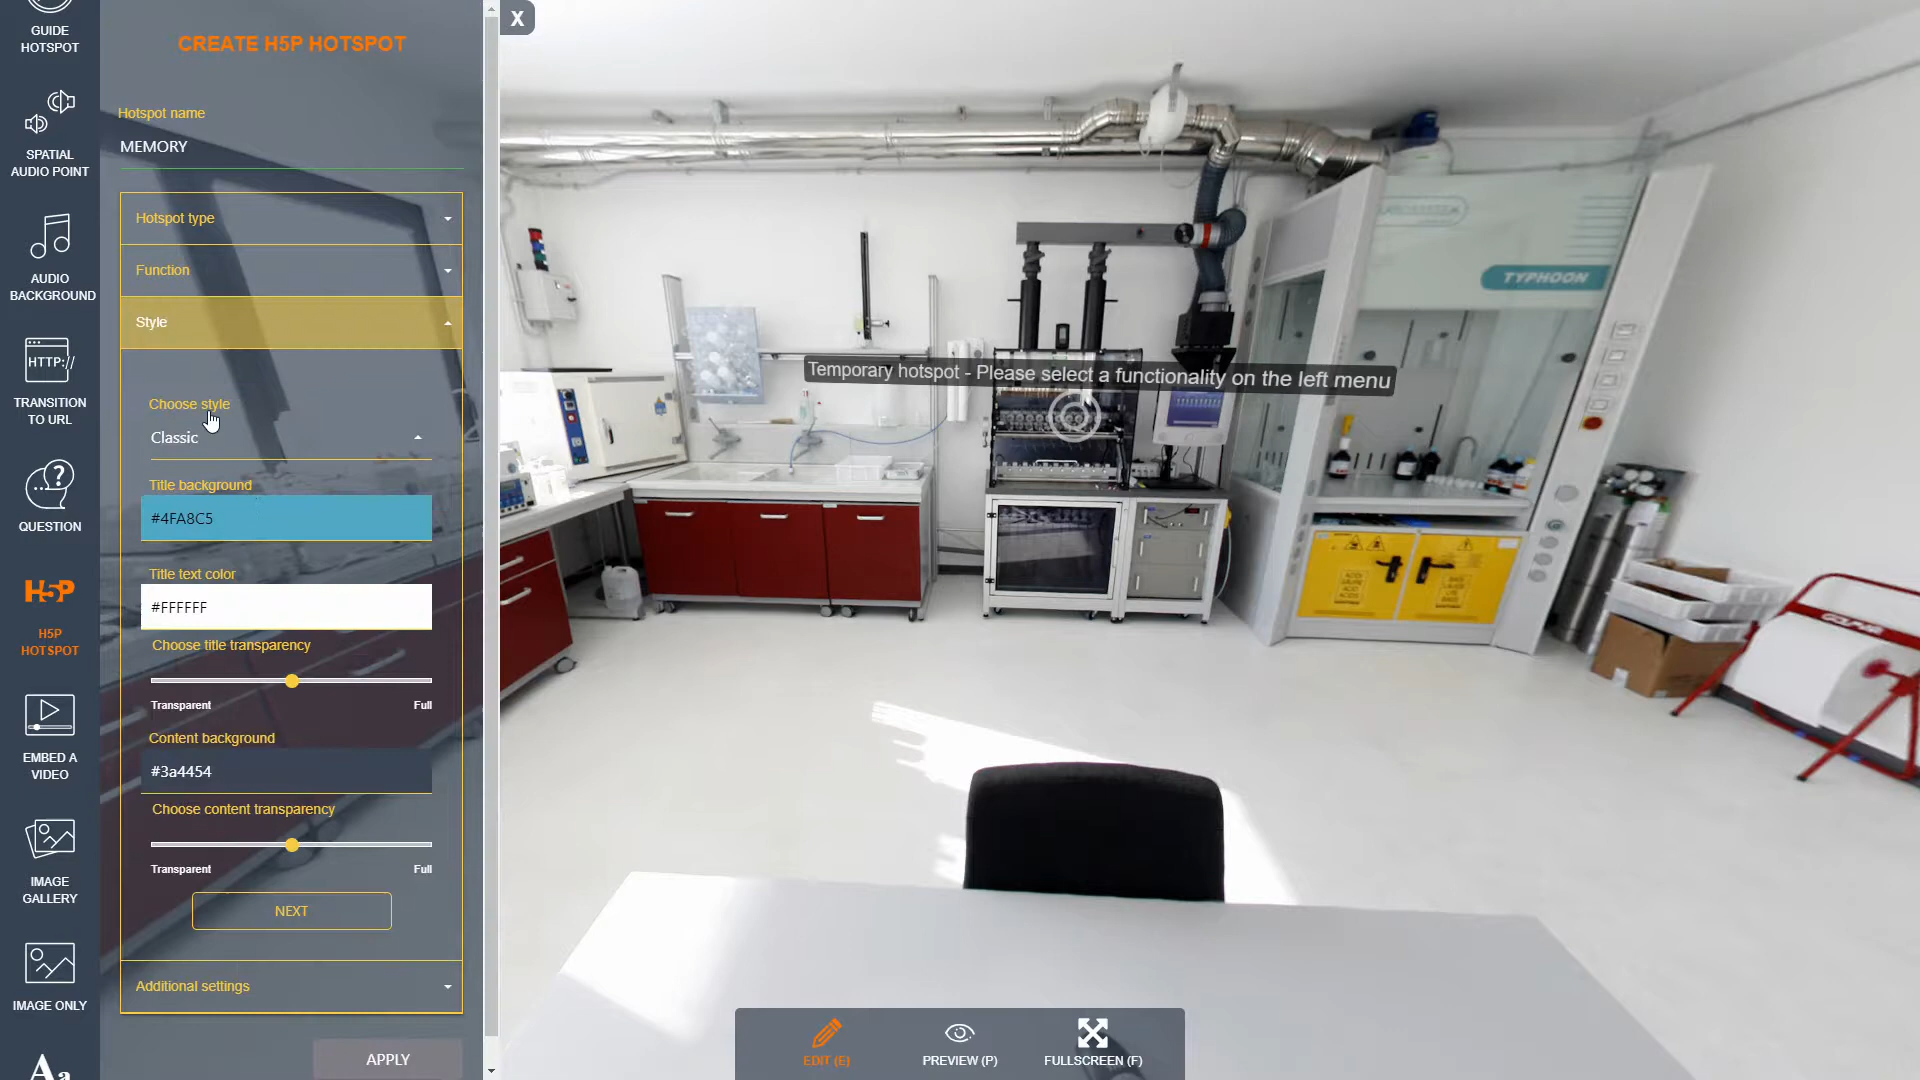 GUIDE
HOTSPOT
SPATIAL
AUDIO POINT
AUDIO
BACKGROUND
HTTP://
TRANSITION
TO URL
QUESTION
H5P
H5P
HOTSPOT
EMBED A
VIDEO
IMAGE
GALLERY
IMAGE ONLY
Aa
CREATE H5P HOTSPOT
Hotspot name
MEMORY
Hotspot type
Function
Style
Choose style
Classic
Title background
#4FA8C5
Title text color
#FFFFFF
Choose title transparency
Transparent Full
Content background
#3a4454
Choose content transparency
Transparent Full
NEXT
Additional settings
APPLY
X
TYPHOON
Temporary hotspot - Please select a functionality on the left menu
EDIT (E)
PREVIEW (P)
FULLSCREEN (F)